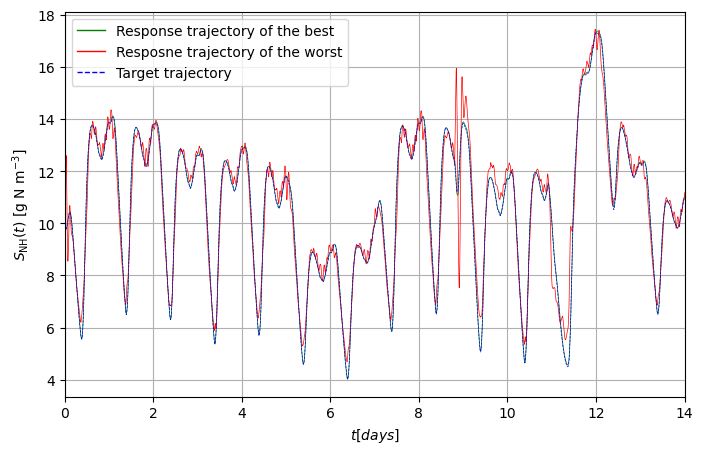 Response trajectory of the best
Resposne trajectory of the worst
Target trajectory
18
16
14
12
10
8
6
4
S_NH(t) [g N m⁻³]
0 2 4 6 8 10 12 14
t[days]